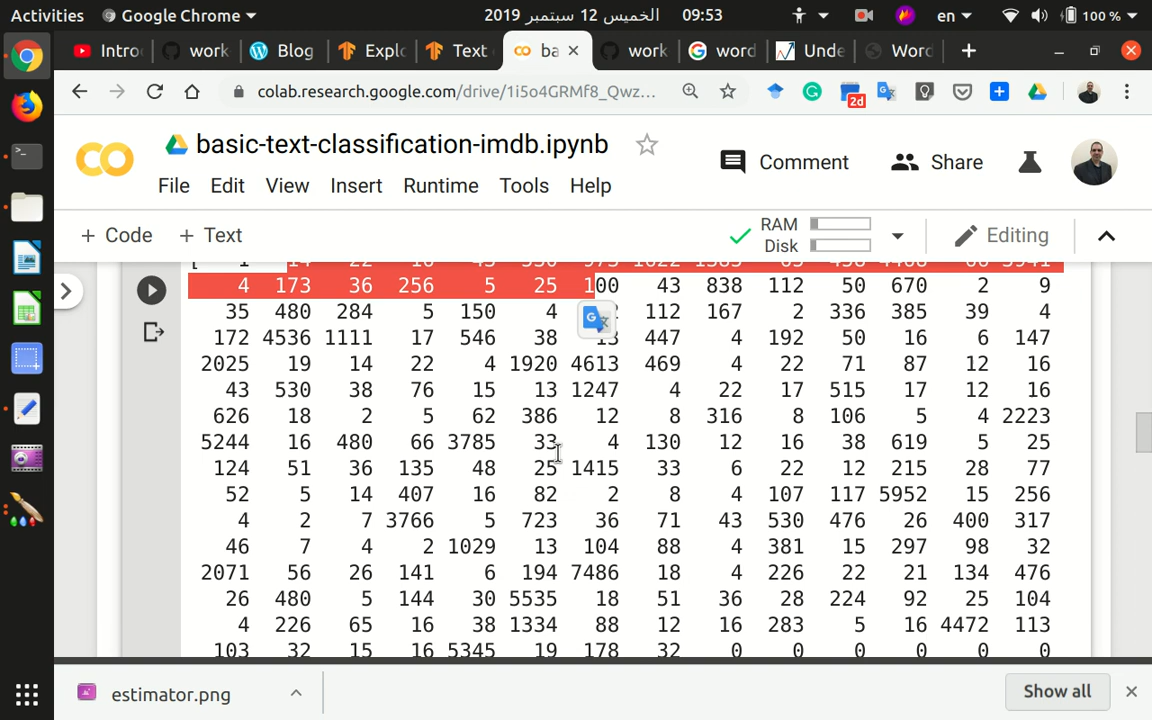 Activities Google Chrome 2019 الخميس 12 سبتمبر 09:53 en 100 %
Intro work Blog Explo Text ba work word Unde Word
colab.research.google.com/drive/1i5o4GRMf8_Qwz... 2d
basic-text-classification-imdb.ipynb
Comment Share
File Edit View Insert Runtime Tools Help
+ Code + Text RAM Disk Editing
4 173 36 256 5 25 100 43 838 112 50 670 2 9
35 480 284 5 150 4 112 167 2 336 385 39 4
172 4536 1111 17 546 38 13 447 4 192 50 16 6 147
2025 19 14 22 4 1920 4613 469 4 22 71 87 12 16
43 530 38 76 15 13 1247 4 22 17 515 17 12 16
626 18 2 5 62 386 12 8 316 8 106 5 4 2223
5244 16 480 66 3785 33 4 130 12 16 38 619 5 25
124 51 36 135 48 25 1415 33 6 22 12 215 28 77
52 5 14 407 16 82 2 8 4 107 117 5952 15 256
4 2 7 3766 5 723 36 71 43 530 476 26 400 317
46 7 4 2 1029 13 104 88 4 381 15 297 98 32
2071 56 26 141 6 194 7486 18 4 226 22 21 134 476
26 480 5 144 30 5535 18 51 36 28 224 92 25 104
4 226 65 16 38 1334 88 12 16 283 5 16 4472 113
103 32 15 16 5345 19 178 32 0 0 0 0 0 0
estimator.png Show all